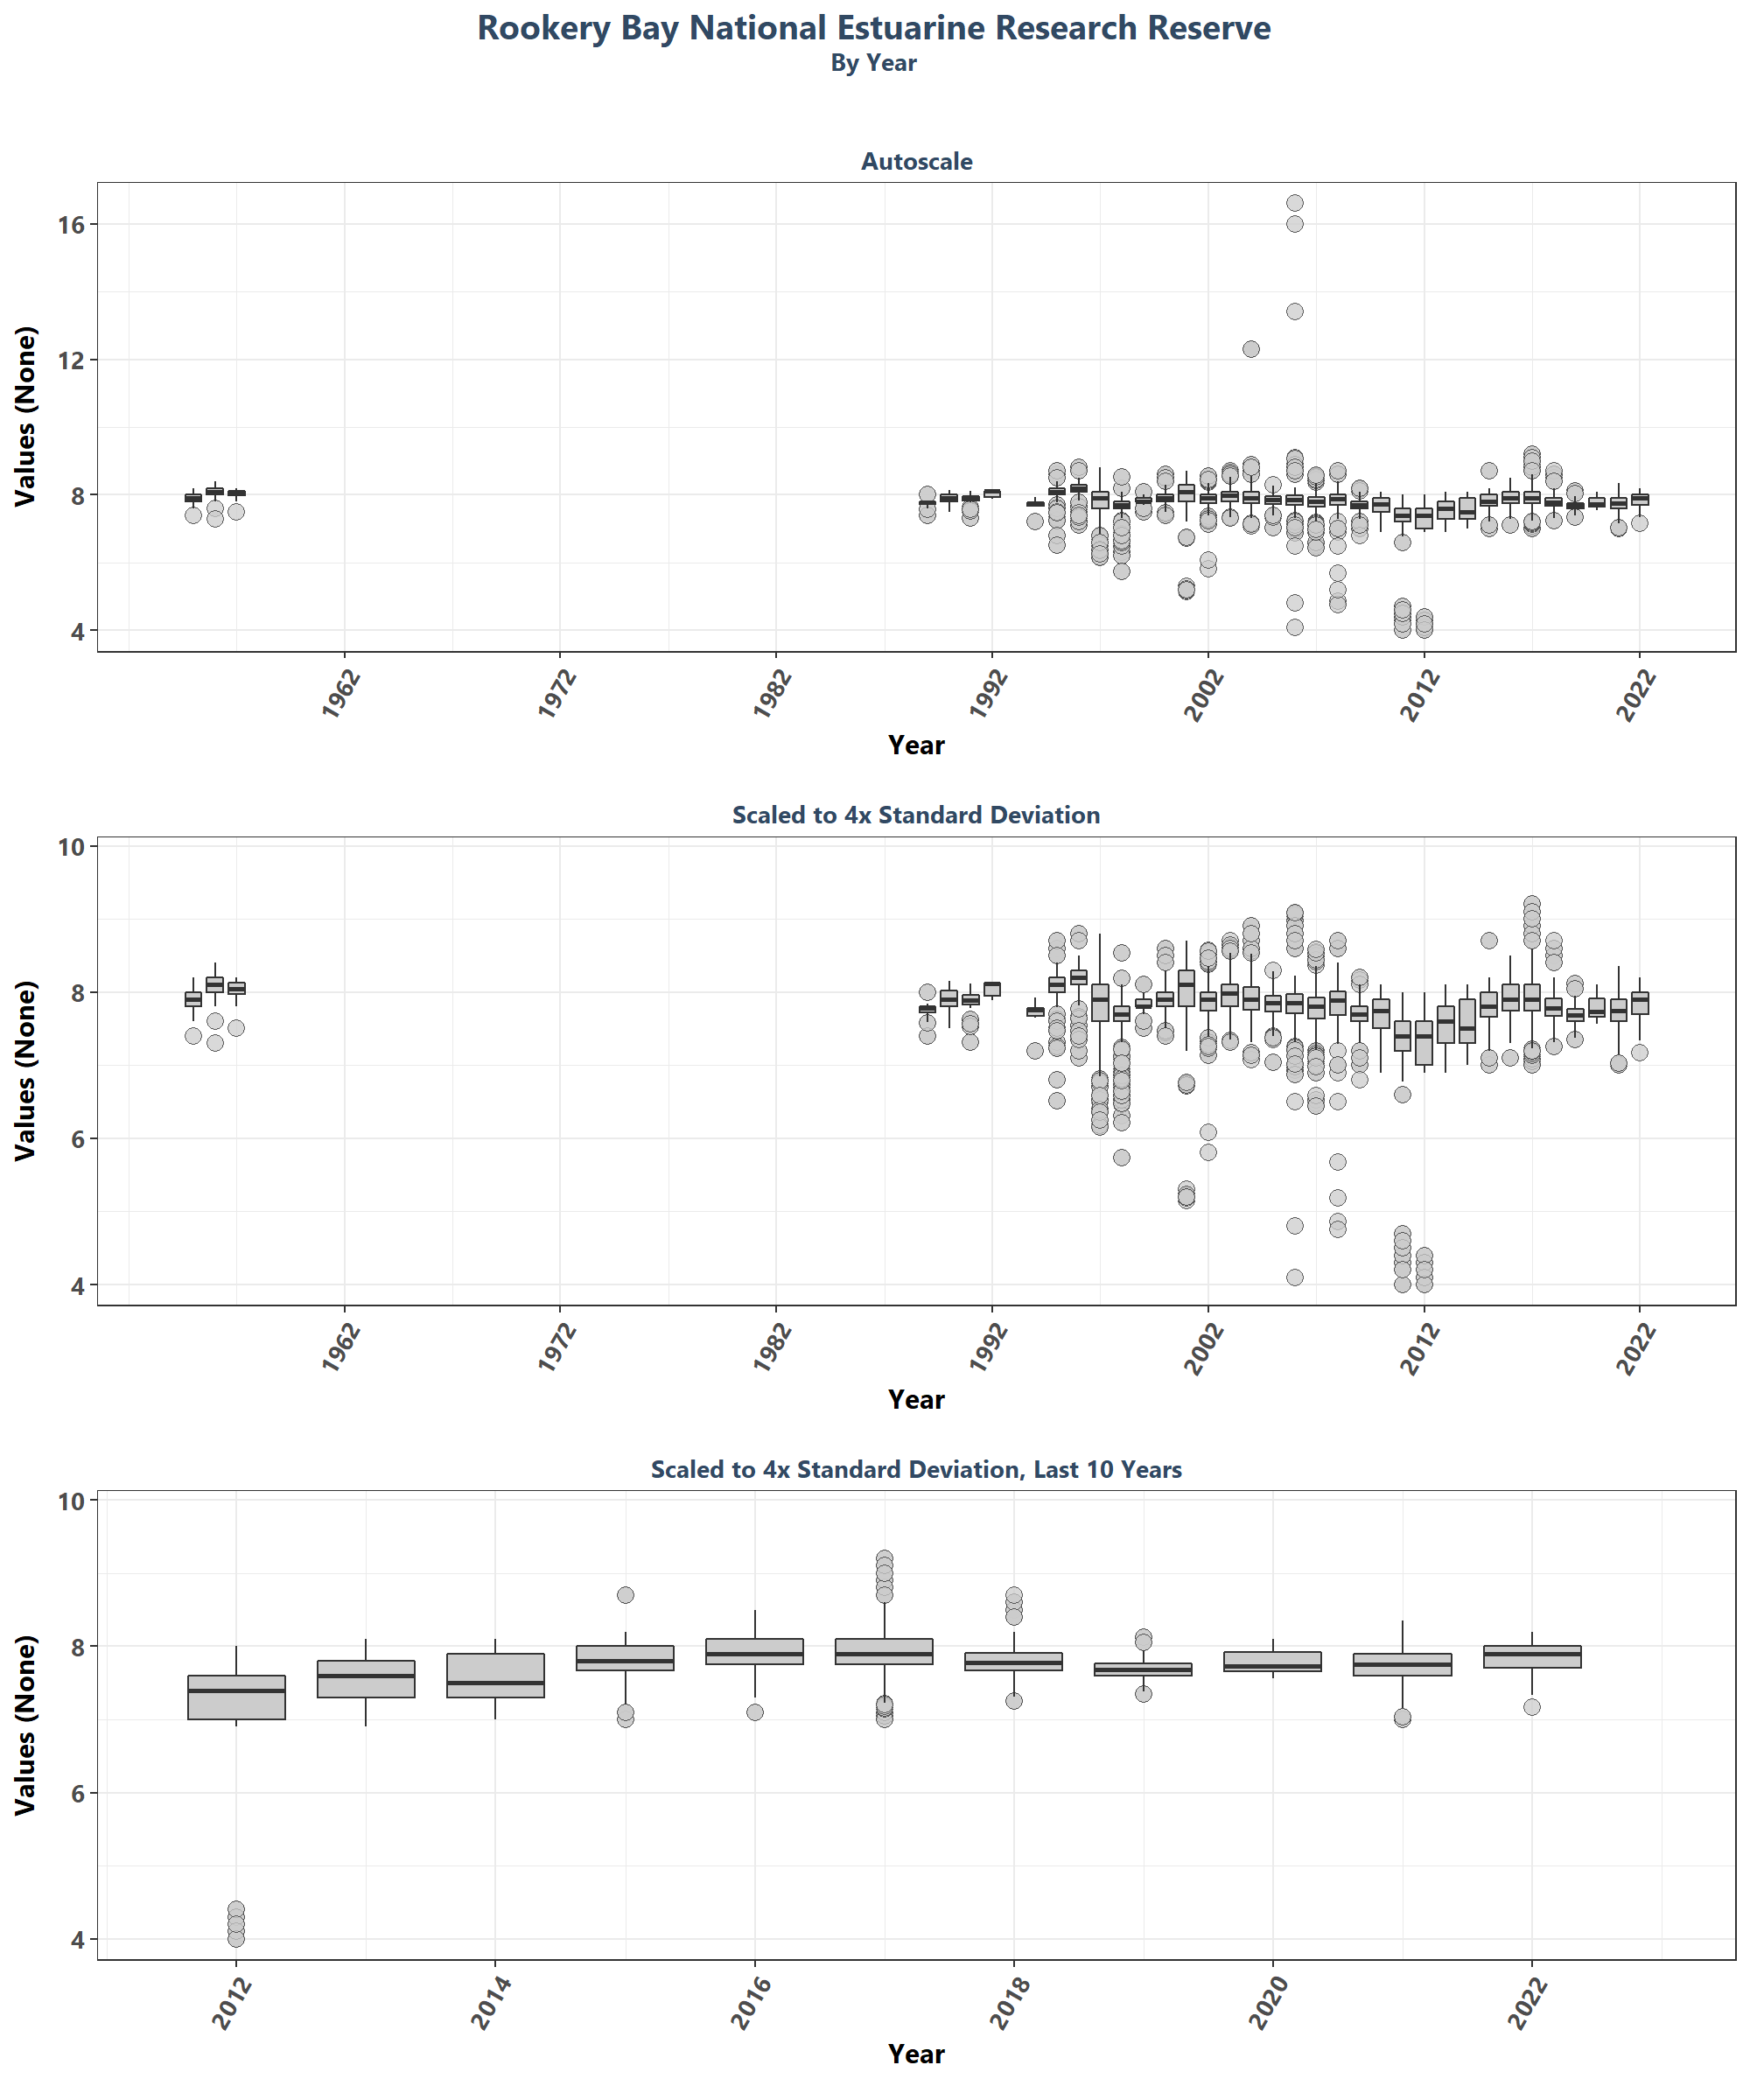 Rookery Bay National Estuarine Research Reserve
By Year
Autoscale
Values (None)
16
12
8
4
1962 1972 1982 1992 2002 2012 2022
Year
Scaled to 4x Standard Deviation
Values (None)
10
8
6
4
1962 1972 1982 1992 2002 2012 2022
Year
Scaled to 4x Standard Deviation, Last 10 Years
Values (None)
10
8
6
4
2012 2014 2016 2018 2020 2022
Year